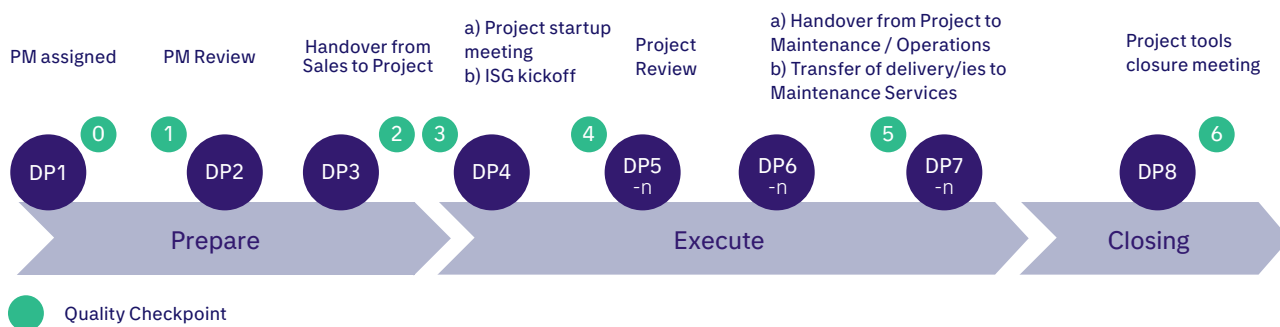 PM assigned
PM Review
Handover from
Sales to Project
a) Project startup
meeting
b) ISG kickoff
Project
Review
a) Handover from Project to
Maintenance / Operations
b) Transfer of delivery/ies to
Maintenance Services
Project tools
closure meeting
0
1
2
3
4
5
6
DP1
DP2
DP3
DP4
DP5
-n
DP6
-n
DP7
-n
DP8
Prepare
Execute
Closing
Quality Checkpoint